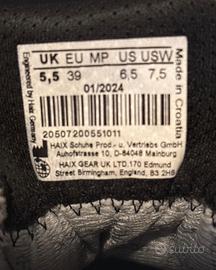 UK EU MP US USW
5,5 39 6,5 7,5
01/2024
20507200551011
HAIX Schuhe Prod.- u. Vertriebs GmbH
Auhofstrasse 10, D-84048 Mainburg
HAIX GEAR UK LTD.170 Edmund
Street Birmingham, England, B3 2HB
Engineered by Haix Germany
Made in Croatia
subito